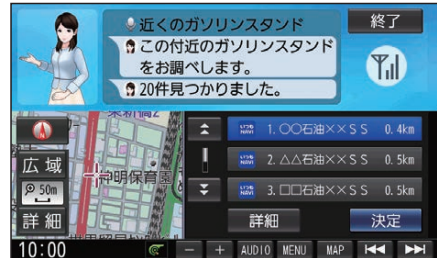 近くのガソリンスタンド
終了
この付近のガソリンスタンド
をお調べします。
20件見つかりました。
広域
50m
詳細
神明保育園
1. 〇〇石油××SS 0.4km
2. △△石油××SS 0.5km
3. □□石油××SS 0.5km
詳細
決定
10:00
− + AUDIO MENU MAP